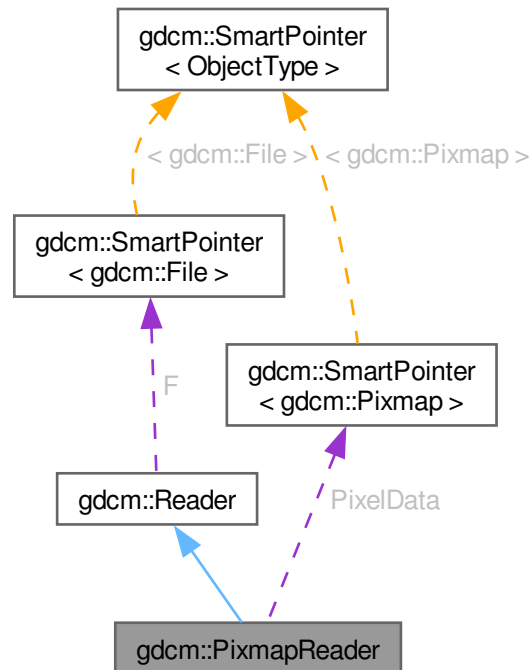 gdcm::SmartPointer
< ObjectType >
< gdcm::File >
< gdcm::Pixmap >
gdcm::SmartPointer
< gdcm::File >
gdcm::SmartPointer
< gdcm::Pixmap >
F
gdcm::Reader
PixelData
gdcm::PixmapReader